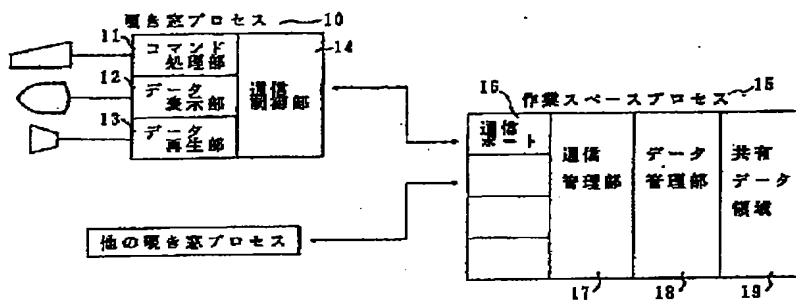 覗き窓プロセス 10
11
コマンド
処理部
12
データ
表示部
13
データ
再生部
14
通信
制御部
作業スペースプロセス 15
16
通信
ポート
通信
管理部
データ
管理部
共有
データ
領域
他の覗き窓プロセス
17
18
19